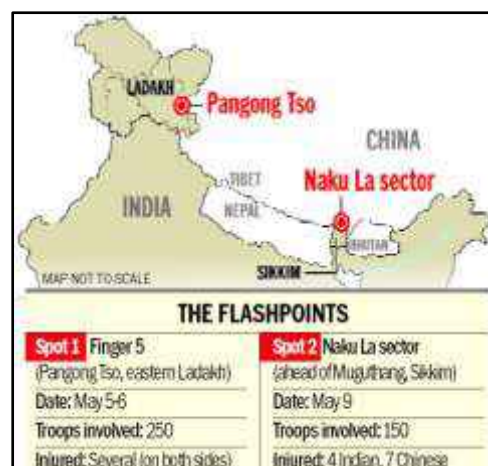 LADAKH
Pangong Tso
CHINA
TIBET
Naku La sector
INDIA
NEPAL
BHUTAN
SIKKIM
MAP NOT TO SCALE
THE FLASHPOINTS
Spot 1 Finger 5
(Pangong Tso, eastern Ladakh)
Date: May 5-6
Troops involved: 250
Injured: Several (on both sides)
Spot 2 Naku La sector
(ahead of Muguthang, Sikkim)
Date: May 9
Troops involved: 150
Injured: 4 Indian, 7 Chinese